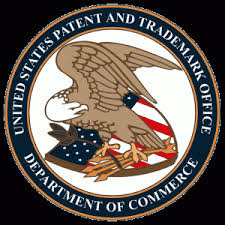 UNITED STATES PATENT AND TRADEMARK OFFICE
DEPARTMENT OF COMMERCE